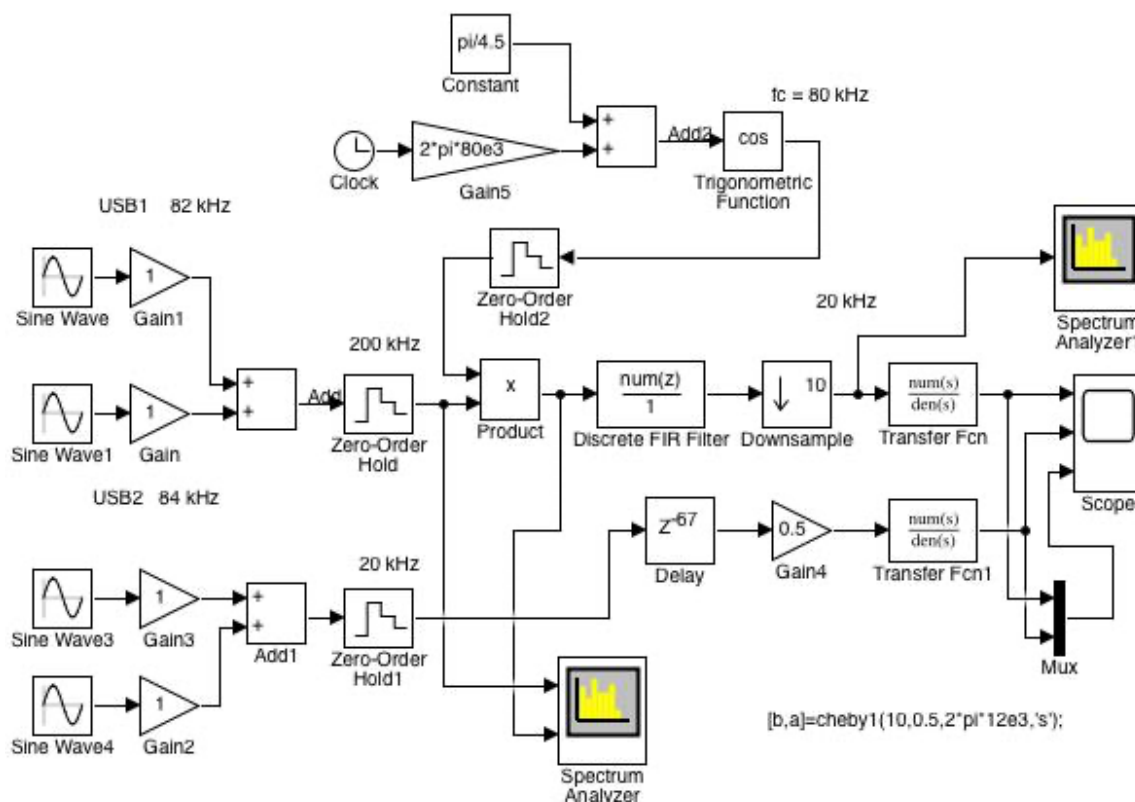 pi/4.5
Constant
fc = 80 kHz
+
+
Add2
cos
Trigonometric
Function
2*pi*80e3
Clock
Gain5
USB1 82 kHz
1
Sine Wave
Gain1
Zero-Order
Hold2
20 kHz
Spectrum
Analyzer1
200 kHz
+
+
Add
1
Sine Wave1
Gain
Zero-Order
Hold
x
Product
num(z)
1
Discrete FIR Filter
10
Downsample
num(s)
den(s)
Transfer Fcn
Scope
USB2 84 kHz
Z-67
Delay
0.5
Gain4
num(s)
den(s)
Transfer Fcn1
20 kHz
1
Sine Wave3
Gain3
+
+
Add1
Zero-Order
Hold1
Mux
1
Sine Wave4
Gain2
Spectrum
Analyzer
[b,a]=cheby1(10,0.5,2*pi*12e3,'s');